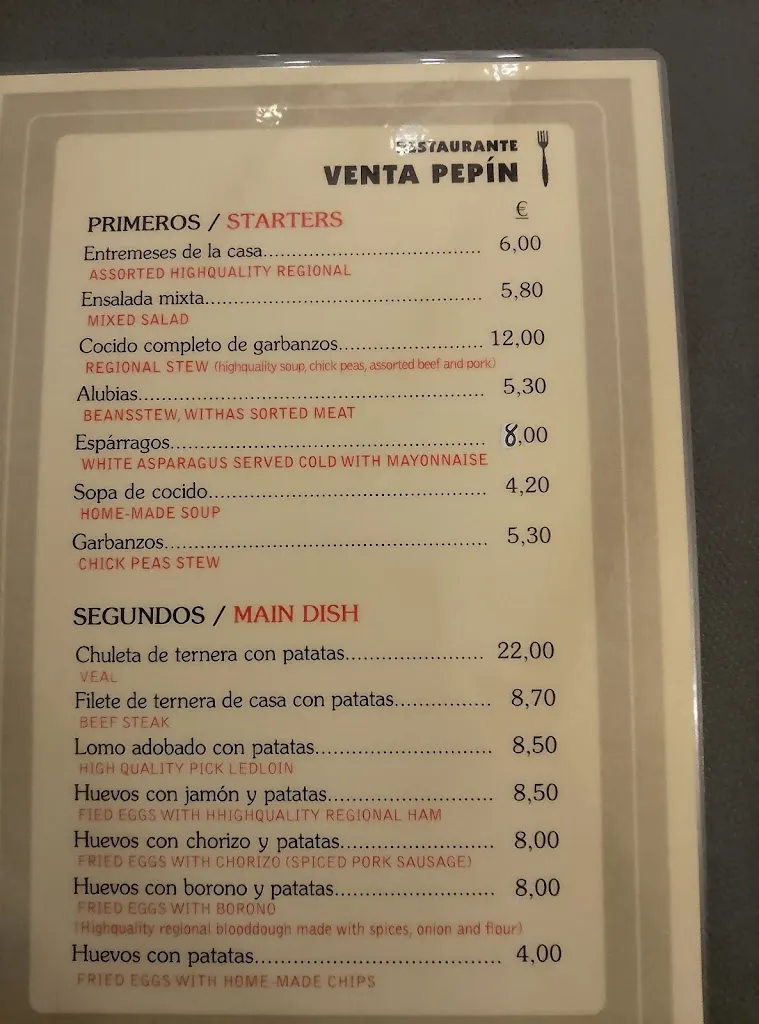 RESTAURANTE
VENTA PEPÍN
€
PRIMEROS / STARTERS
Entremeses de la casa............................................ 6,00
ASSORTED HIGHQUALITY REGIONAL
Ensalada mixta........................................................ 5,80
MIXED SALAD
Cocido completo de garbanzos............................. 12,00
REGIONAL STEW (highquality soup, chick peas, assorted beef and pork)
Alubias..................................................................... 5,30
BEANSSTEW, WITHAS SORTED MEAT
Espárragos............................................................... 8,00
WHITE ASPARAGUS SERVED COLD WITH MAYONNAISE
Sopa de cocido........................................................ 4,20
HOME-MADE SOUP
Garbanzos................................................................ 5,30
CHICK PEAS STEW
SEGUNDOS / MAIN DISH
Chuleta de ternera con patatas............................ 22,00
VEAL
Filete de ternera de casa con patatas................... 8,70
BEEF STEAK
Lomo adobado con patatas................................... 8,50
HIGH QUALITY PICK LEDLOIN
Huevos con jamón y patatas................................. 8,50
FIED EGGS WITH HHIGHQUALITY REGIONAL HAM
Huevos con chorizo y patatas............................... 8,00
FRIED EGGS WITH CHORIZO (SPICED PORK SAUSAGE)
Huevos con borono y patatas................................ 8,00
FRIED EGGS WITH BORONO
(Highquality regional blooddough made with spices, onion and flour)
Huevos con patatas................................................ 4,00
FRIED EGGS WITH HOME-MADE CHIPS